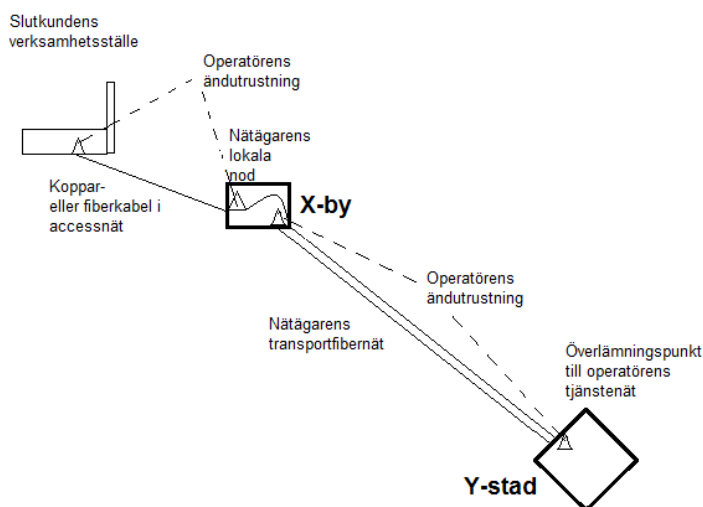 Slutkundens
verksamhetsställe
Operatörens
ändutrustning
Nätägarens
lokala
nod
Koppar-
eller fiberkabel i
accessnät
X-by
Operatörens
ändutrustning
Nätägarens
transportfibernät
Överlämningspunkt
till operatörens
tjänstenät
Y-stad